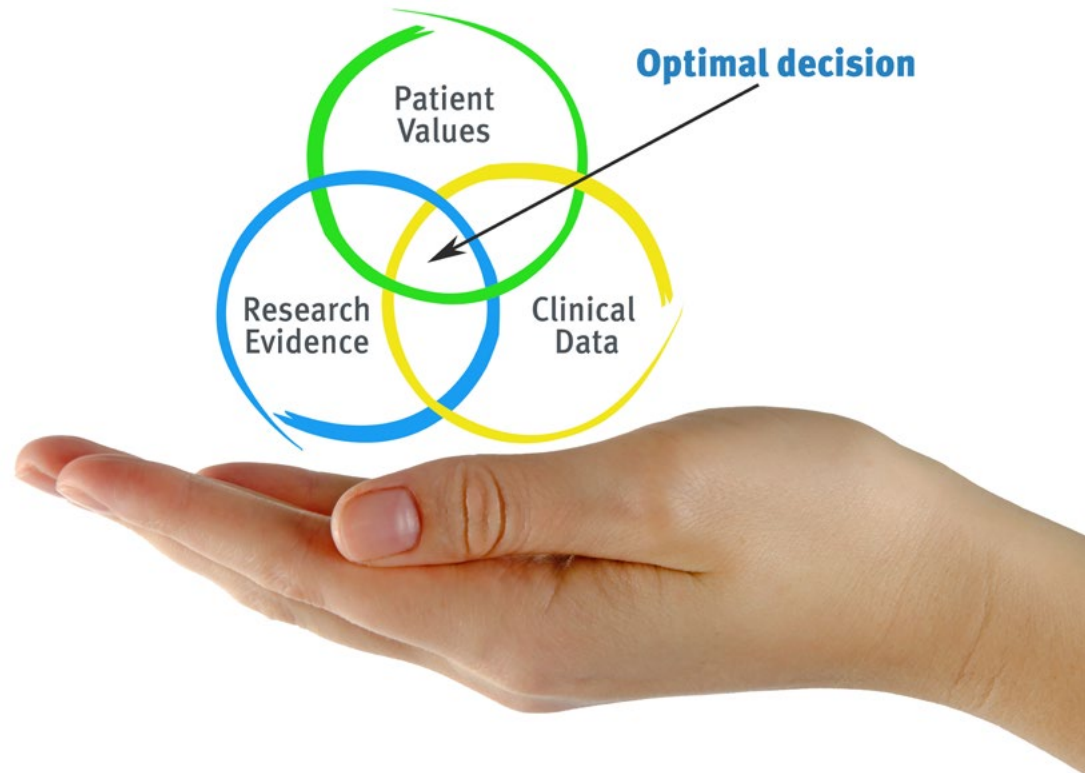 Optimal decision
Patient
Values
Research
Evidence
Clinical
Data